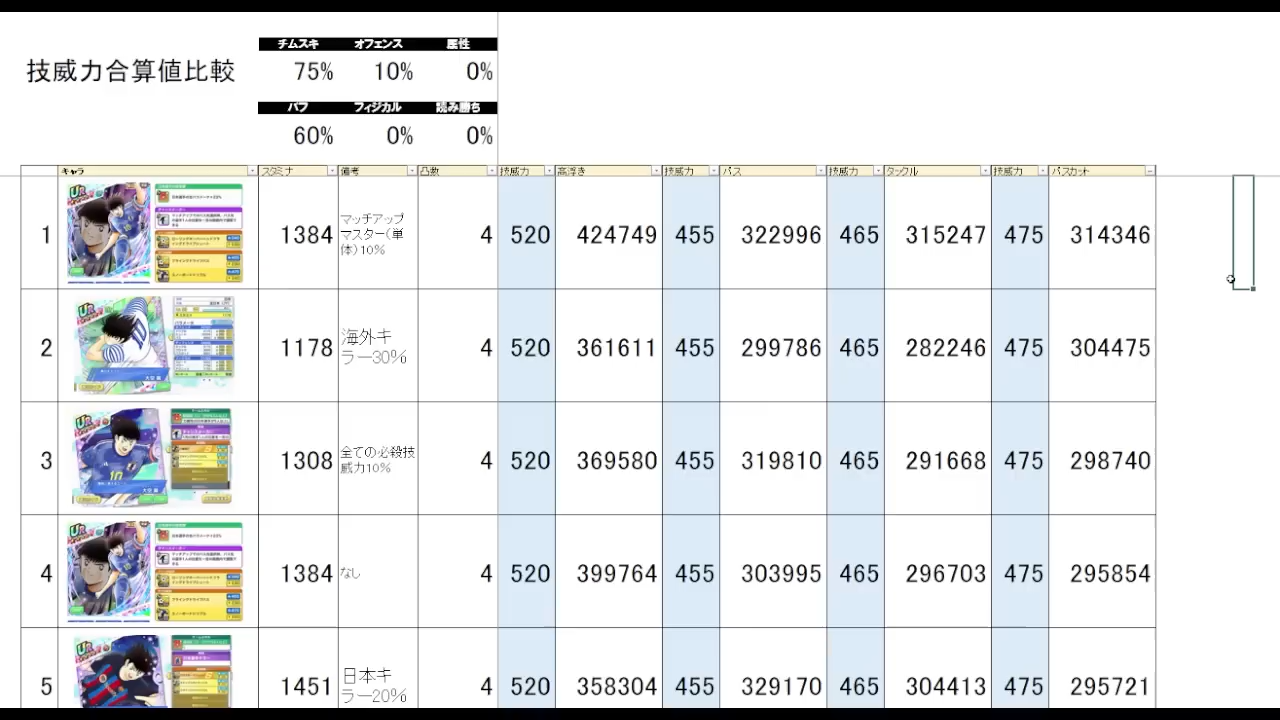 チムスキ オフェンス 属性
技威力合算値比較 75% 10% 0%
バフ フィジカル 読み勝ち
60% 0% 0%
キャラ スタミナ 備考 凸数 技威力 高浮き 技威力 パス 技威力 タックル 技威力 パスカット
1 1384 マッチアップ
マスター(単
体)10% 4 520 424749 455 322996 465 315247 475 314346
2 1178 海外キ
ラー30% 4 520 361611 455 299786 465 282246 475 304475
3 1308 全ての必殺技
威力10% 4 520 369580 455 319810 465 291668 475 298740
4 1384 なし 4 520 399764 455 303995 465 296703 475 295854
5 1451 日本キ
ラー20% 4 520 358304 455 329170 465 304413 475 295721